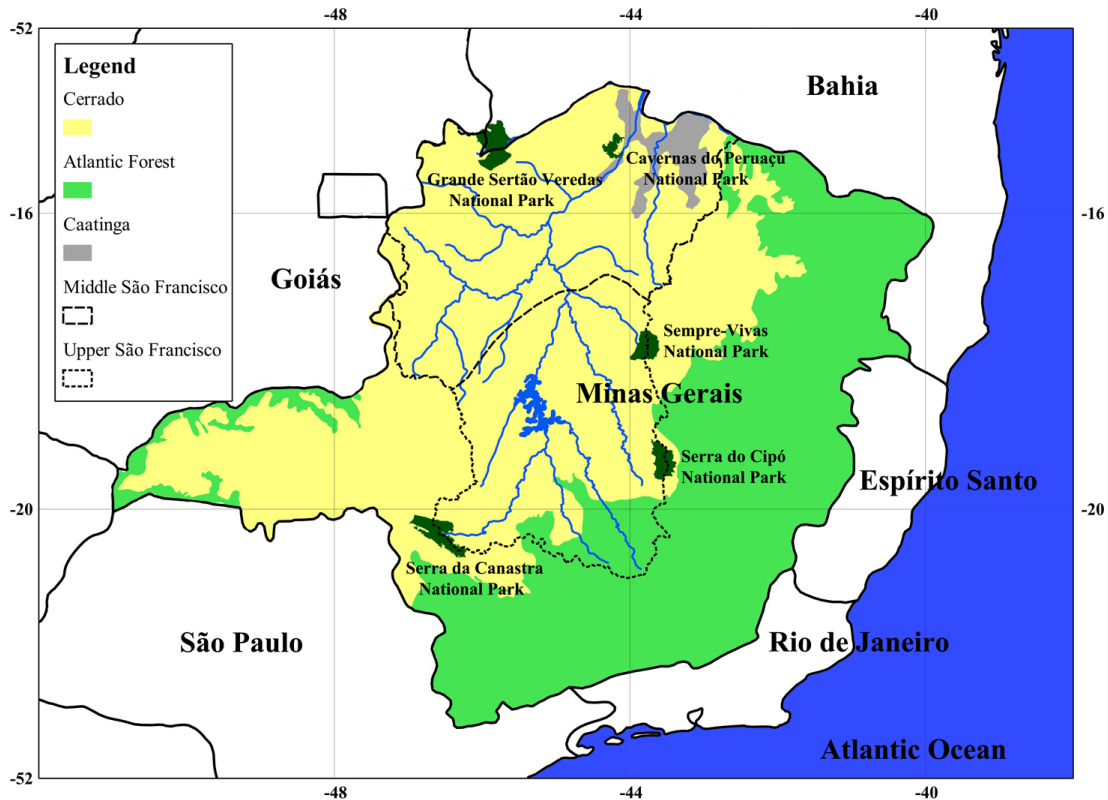 -48
-44
-40
-52
Legend
Cerrado
Atlantic Forest
Caatinga
Middle São Francisco
Upper São Francisco
Bahia
Cavernas do Peruaçu
National Park
Grande Sertão Veredas
National Park
-16
Goiás
Sempre-Vivas
National Park
Minas Gerais
Serra do Cipó
National Park
Espírito Santo
-20
-20
Serra da Canastra
National Park
São Paulo
Rio de Janeiro
Atlantic Ocean
-52
-48
-44
-40
-16